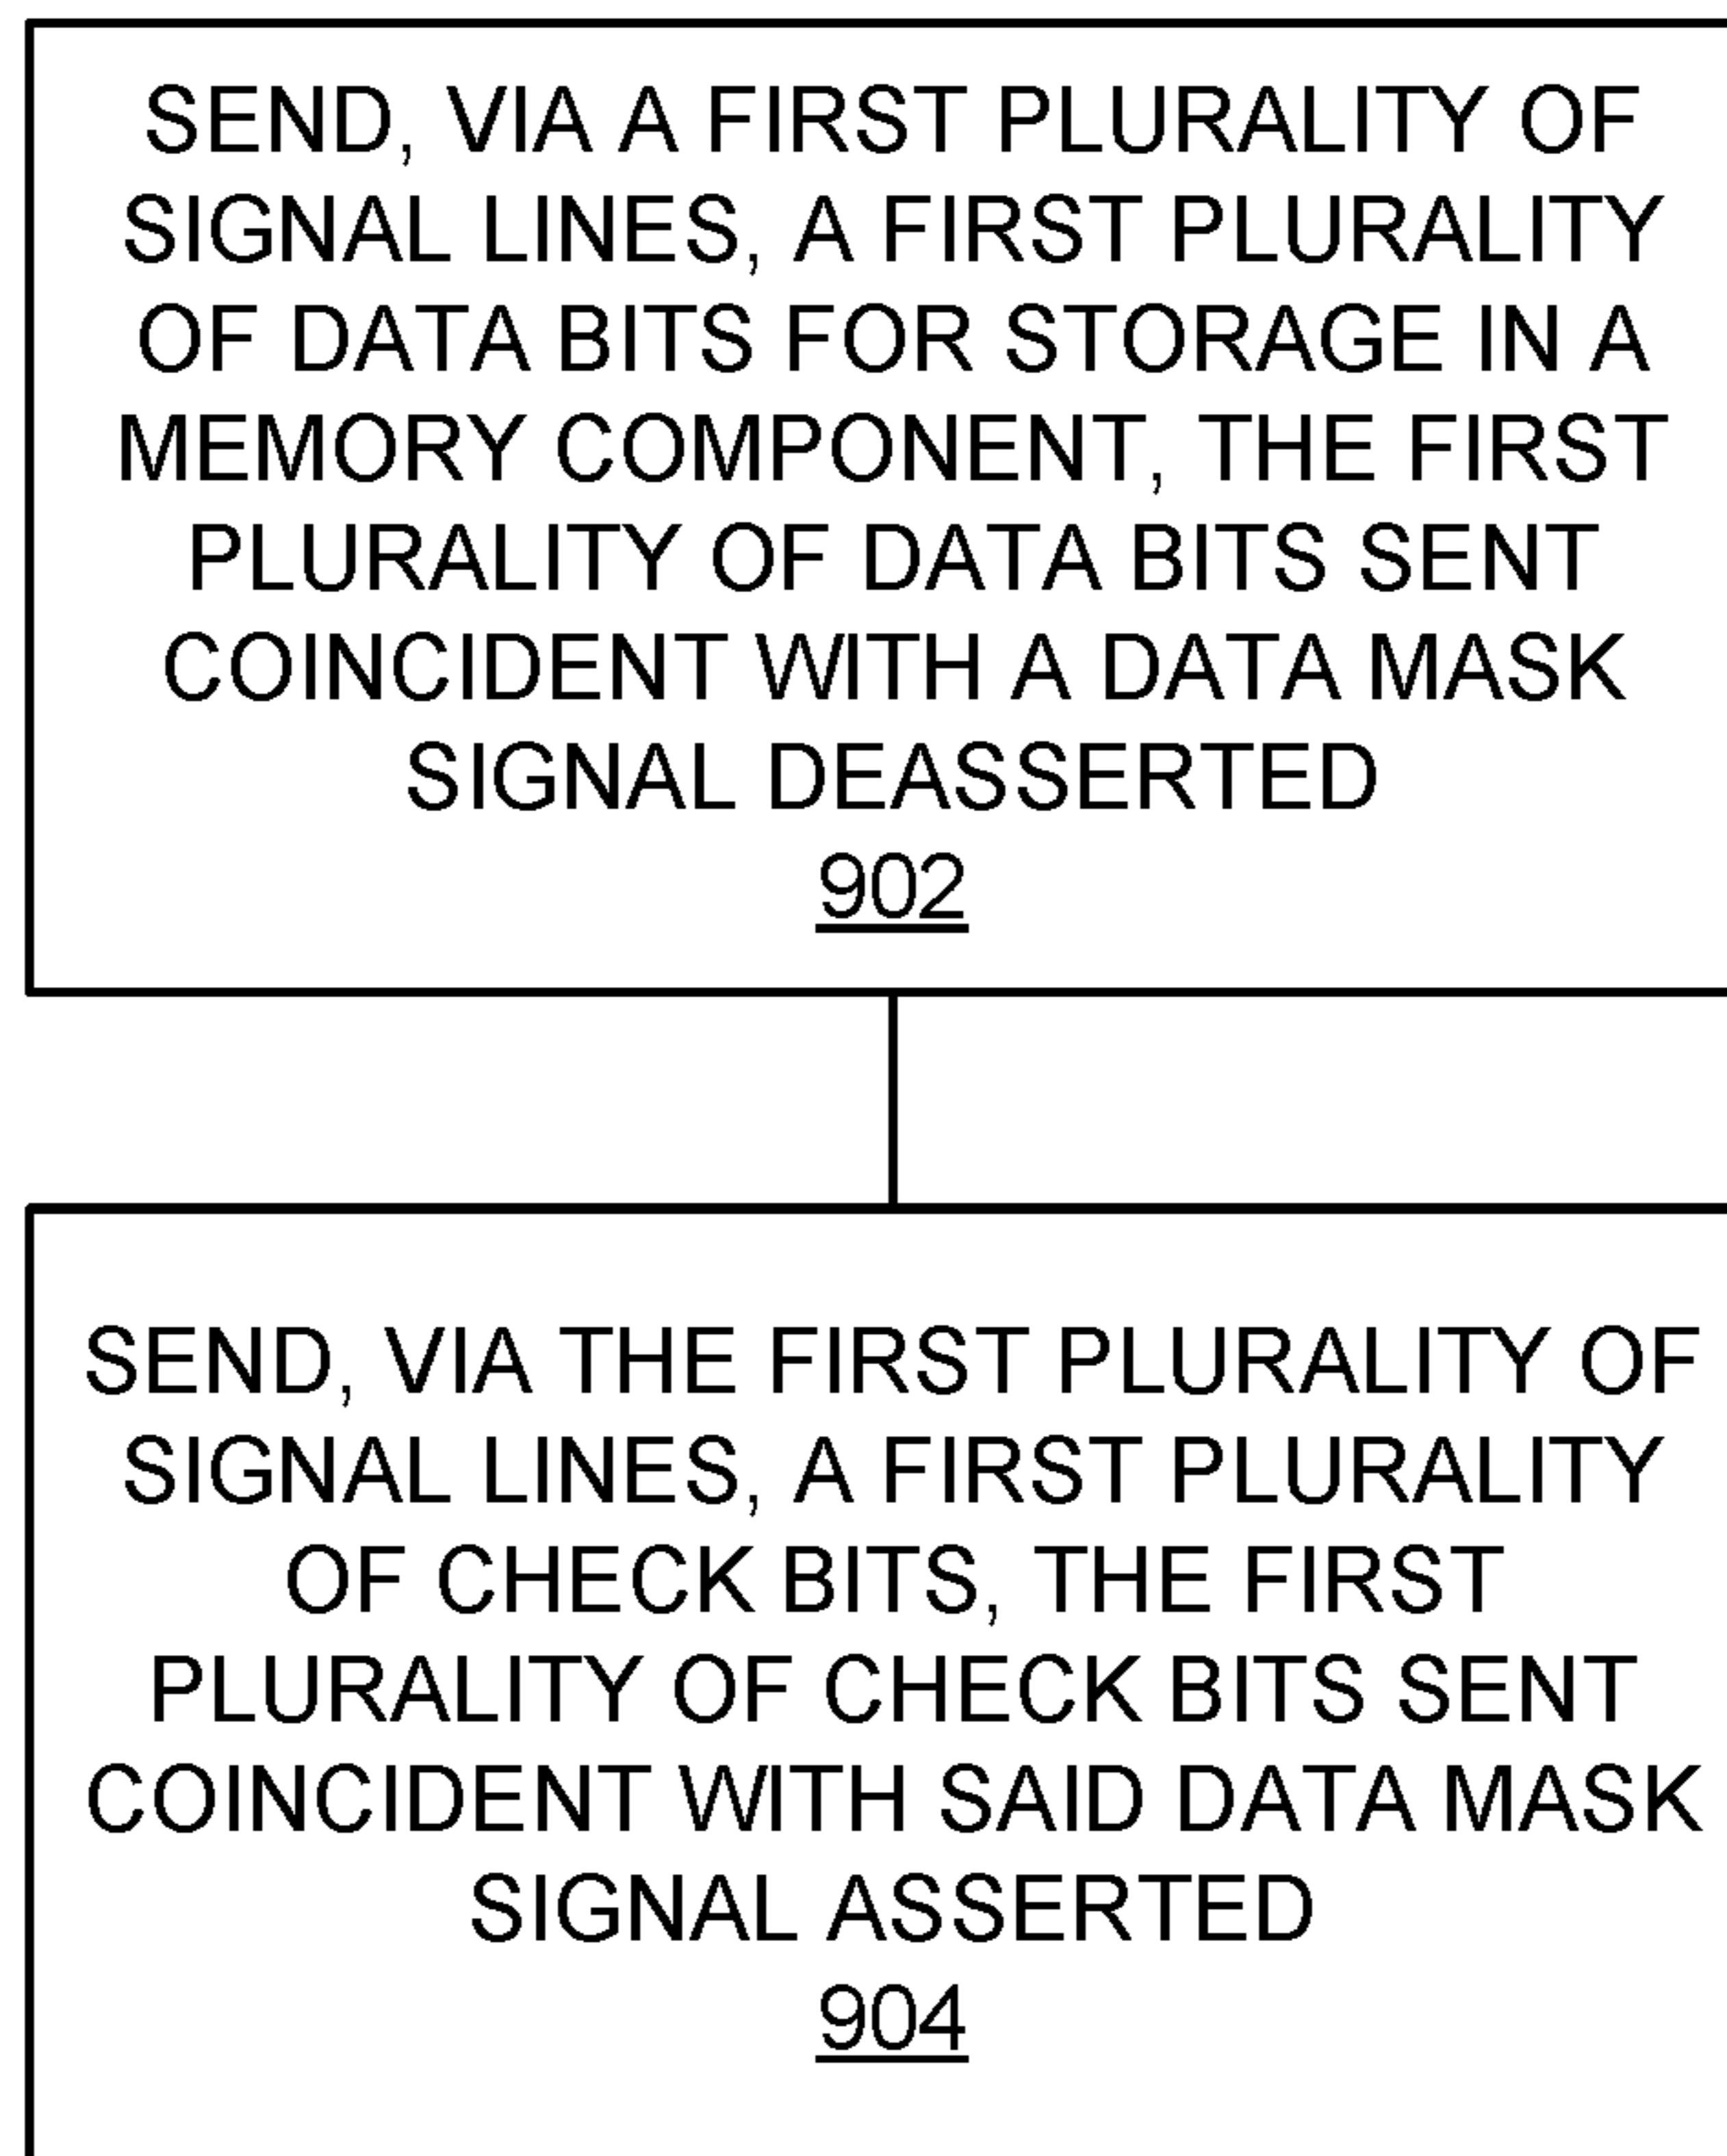 SEND, VIA A FIRST PLURALITY OF
SIGNAL LINES, A FIRST PLURALITY
OF DATA BITS FOR STORAGE IN A
MEMORY COMPONENT, THE FIRST
PLURALITY OF DATA BITS SENT
COINCIDENT WITH A DATA MASK
SIGNAL DEASSERTED
902
SEND, VIA THE FIRST PLURALITY OF
SIGNAL LINES, A FIRST PLURALITY
OF CHECK BITS, THE FIRST
PLURALITY OF CHECK BITS SENT
COINCIDENT WITH SAID DATA MASK
SIGNAL ASSERTED
904